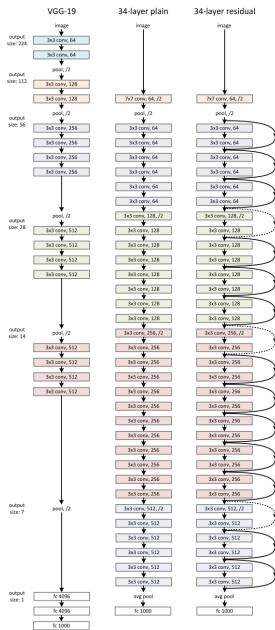 VGG-19
34-layer plain
34-layer residual
output
size: 224
output
size: 112
output
size: 56
output
size: 28
output
size: 14
output
size: 7
output
size: 1
image
3x3 conv, 64
3x3 conv, 64
pool, /2
3x3 conv, 128
3x3 conv, 128
pool, /2
3x3 conv, 256
3x3 conv, 256
3x3 conv, 256
3x3 conv, 256
pool, /2
3x3 conv, 512
3x3 conv, 512
3x3 conv, 512
3x3 conv, 512
pool, /2
3x3 conv, 512
3x3 conv, 512
3x3 conv, 512
3x3 conv, 512
pool, /2
fc 4096
fc 4096
fc 1000
image
7x7 conv, 64, /2
pool, /2
3x3 conv, 64
3x3 conv, 64
3x3 conv, 64
3x3 conv, 64
3x3 conv, 64
3x3 conv, 64
3x3 conv, 128, /2
3x3 conv, 128
3x3 conv, 128
3x3 conv, 128
3x3 conv, 128
3x3 conv, 128
3x3 conv, 128
3x3 conv, 128
3x3 conv, 256, /2
3x3 conv, 256
3x3 conv, 256
3x3 conv, 256
3x3 conv, 256
3x3 conv, 256
3x3 conv, 256
3x3 conv, 256
3x3 conv, 256
3x3 conv, 256
3x3 conv, 256
3x3 conv, 256
3x3 conv, 512, /2
3x3 conv, 512
3x3 conv, 512
3x3 conv, 512
3x3 conv, 512
3x3 conv, 512
avg pool
fc 1000
image
7x7 conv, 64, /2
pool, /2
3x3 conv, 64
3x3 conv, 64
3x3 conv, 64
3x3 conv, 64
3x3 conv, 64
3x3 conv, 64
3x3 conv, 128, /2
3x3 conv, 128
3x3 conv, 128
3x3 conv, 128
3x3 conv, 128
3x3 conv, 128
3x3 conv, 128
3x3 conv, 128
3x3 conv, 256, /2
3x3 conv, 256
3x3 conv, 256
3x3 conv, 256
3x3 conv, 256
3x3 conv, 256
3x3 conv, 256
3x3 conv, 256
3x3 conv, 256
3x3 conv, 256
3x3 conv, 256
3x3 conv, 256
3x3 conv, 512, /2
3x3 conv, 512
3x3 conv, 512
3x3 conv, 512
3x3 conv, 512
3x3 conv, 512
avg pool
fc 1000